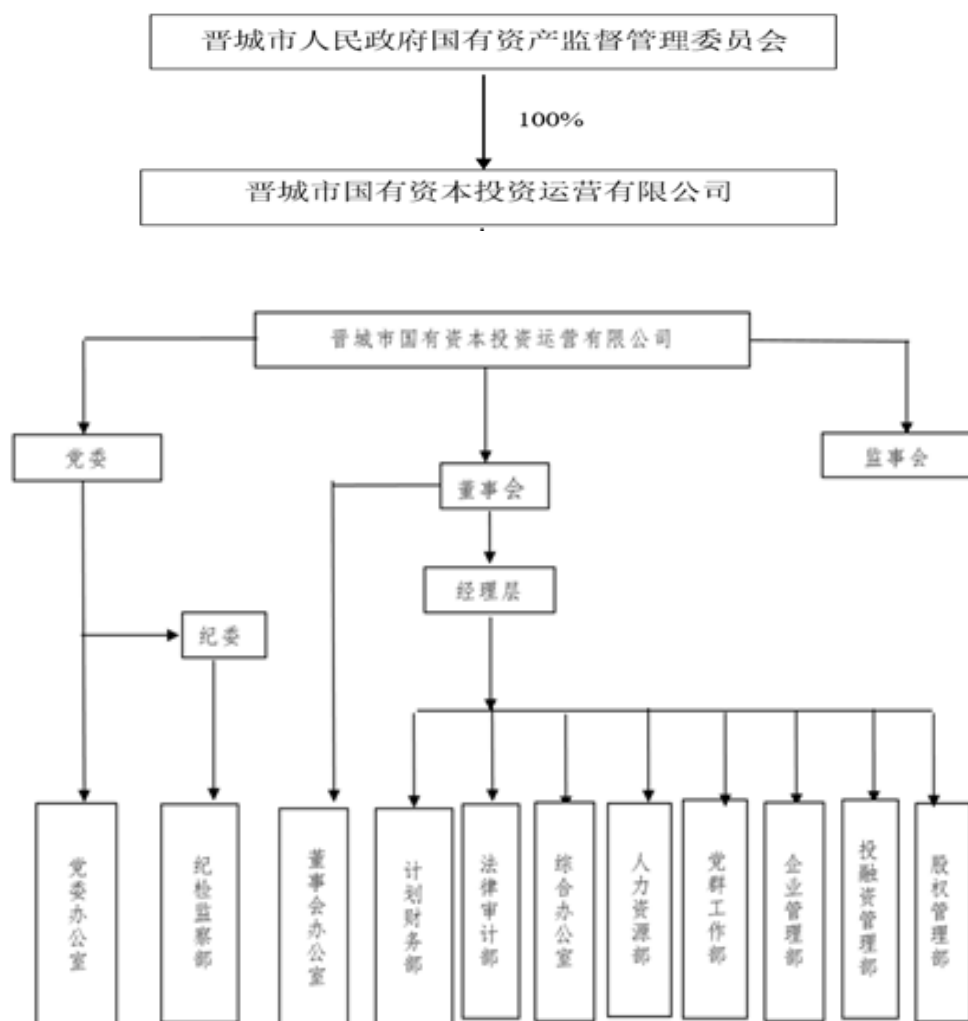 晋城市人民政府国有资产监督管理委员会
100%
晋城市国有资本投资运营有限公司
晋城市国有资本投资运营有限公司
党委
监事会
董事会
经理层
纪委
党委办公室
纪检监察部
董事会办公室
计划财务部
法律审计部
综合办公室
人力资源部
党群工作部
企业管理部
投融资管理部
股权管理部